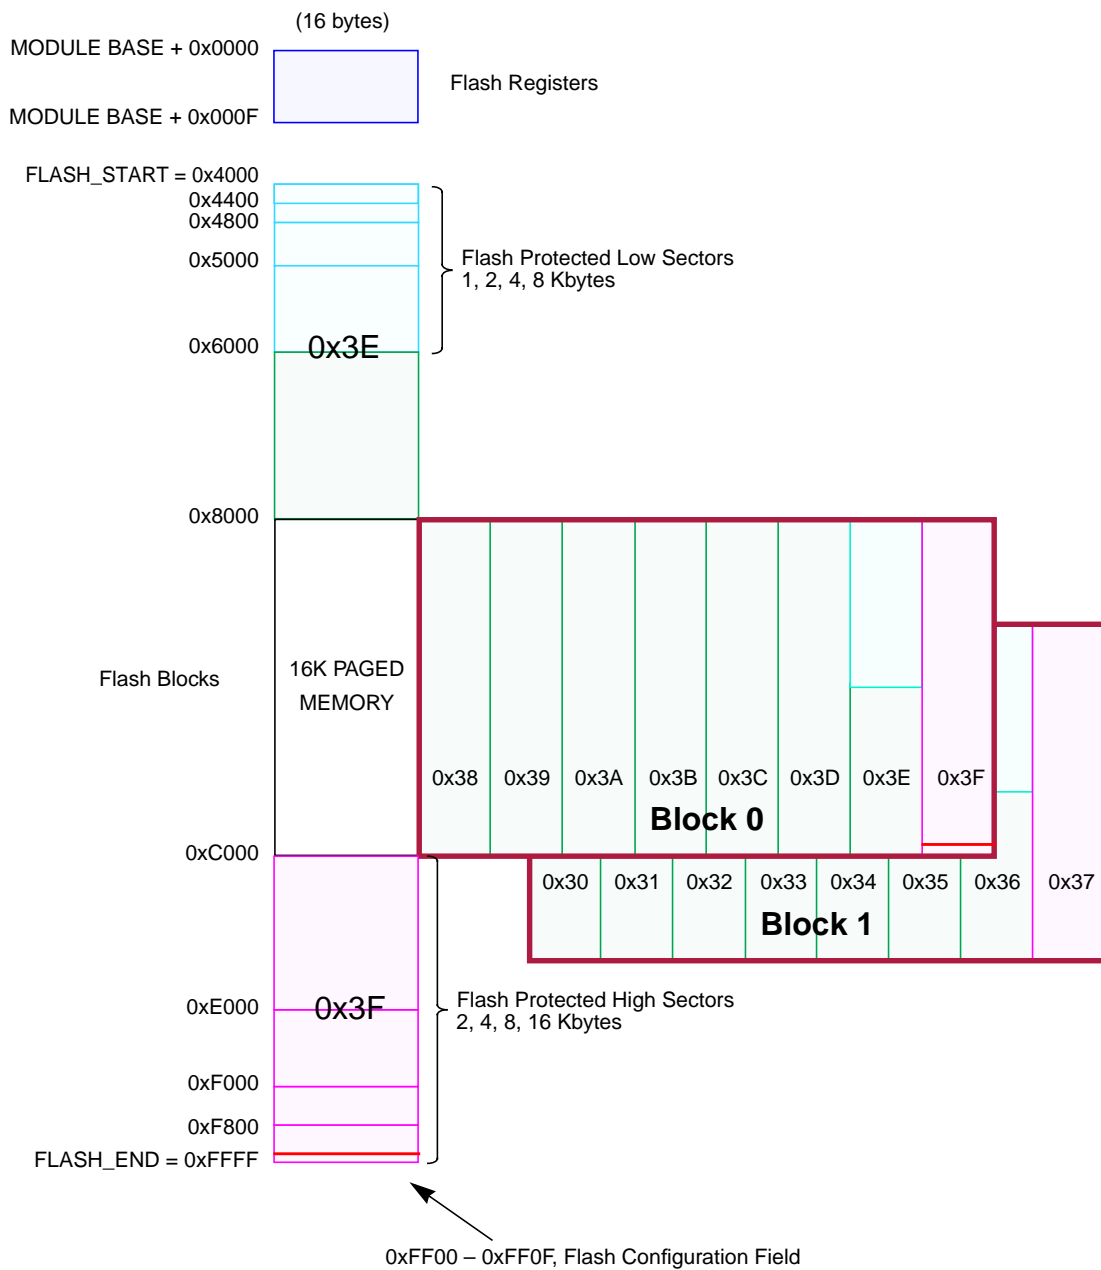 (16 bytes)
MODULE BASE + 0x0000
Flash Registers
MODULE BASE + 0x000F
FLASH_START = 0x4000
0x4400
0x4800
0x5000
Flash Protected Low Sectors
1, 2, 4, 8 Kbytes
0x6000
0x3E
0x8000
Flash Blocks
16K PAGED
MEMORY
0x38 0x39 0x3A 0x3B 0x3C 0x3D 0x3E 0x3F
Block 0
0xC000
0x30 0x31 0x32 0x33 0x34 0x35 0x36 0x37
Block 1
0xE000
0x3F
Flash Protected High Sectors
2, 4, 8, 16 Kbytes
0xF000
0xF800
FLASH_END = 0xFFFF
0xFF00 – 0xFF0F, Flash Configuration Field